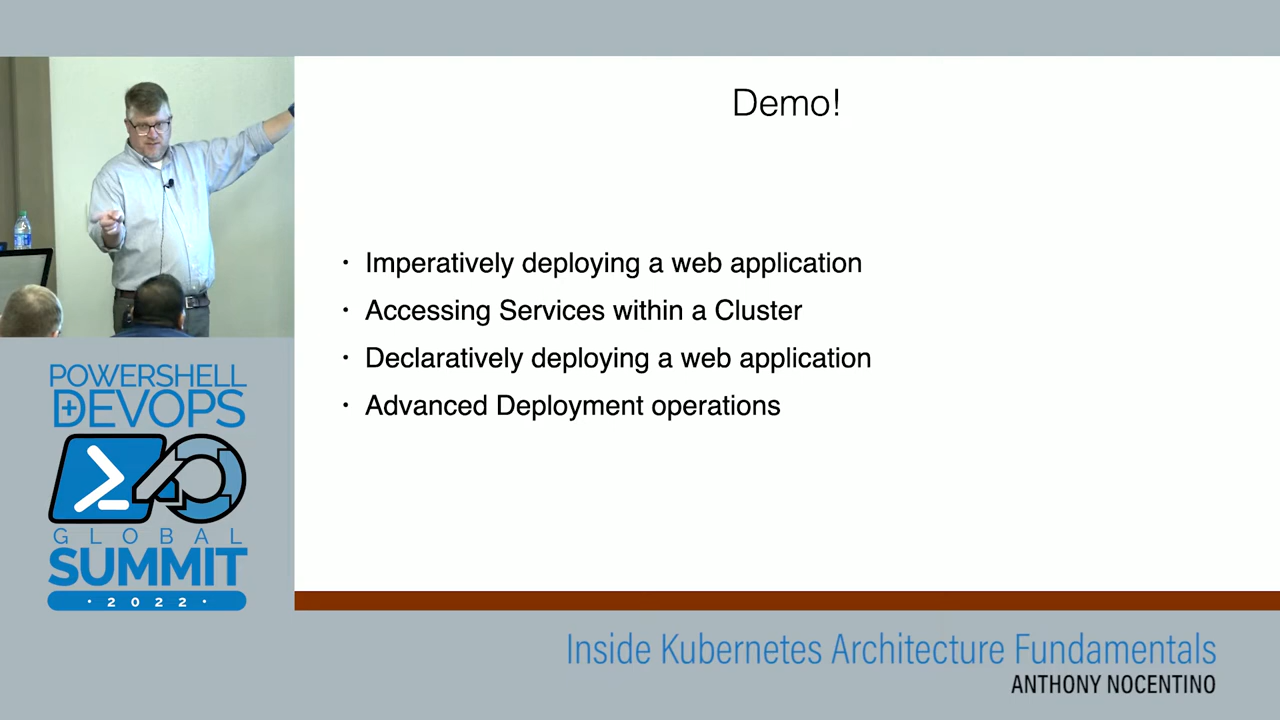 Demo!
· Imperatively deploying a web application
· Accessing Services within a Cluster
· Declaratively deploying a web application
· Advanced Deployment operations
POWERSHELL
+DEVOPS
GLOBAL
SUMMIT
· 2022 ·
Inside Kubernetes Architecture Fundamentals
ANTHONY NOCENTINO